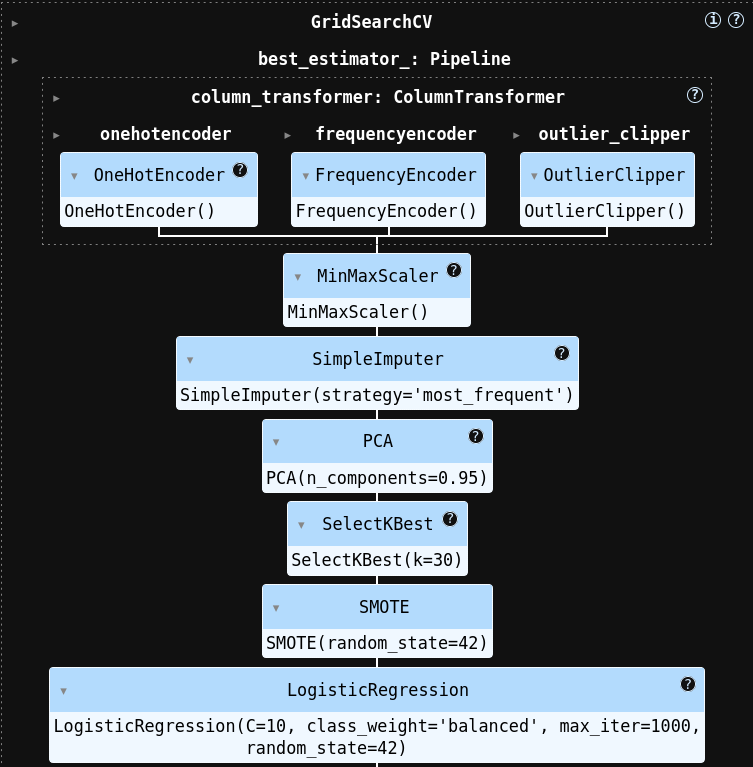 GridSearchCV
i ?
best_estimator_: Pipeline
column_transformer: ColumnTransformer
?
onehotencoder
frequencyencoder
outlier_clipper
OneHotEncoder
?
FrequencyEncoder
OutlierClipper
OneHotEncoder()
FrequencyEncoder()
OutlierClipper()
MinMaxScaler
?
MinMaxScaler()
SimpleImputer
?
SimpleImputer(strategy='most_frequent')
PCA
?
PCA(n_components=0.95)
SelectKBest
?
SelectKBest(k=30)
SMOTE
SMOTE(random_state=42)
LogisticRegression
?
LogisticRegression(C=10, class_weight='balanced', max_iter=1000,
random_state=42)